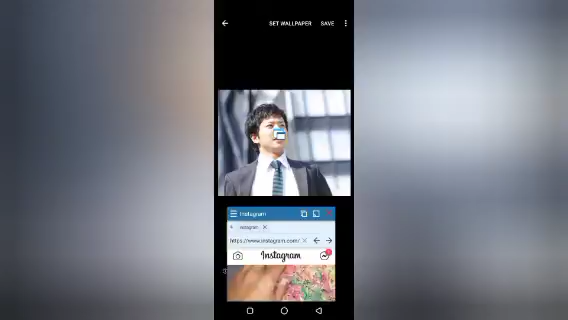 SET WALLPAPER SAVE
Instagram
Instagram
https://www.instagram.com/
Instagram